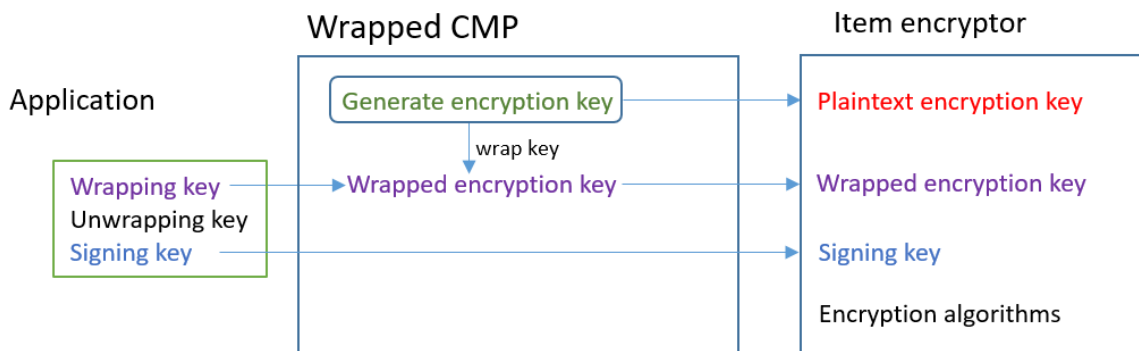 Wrapped CMP
Item encryptor
Application
Generate encryption key
Plaintext encryption key
wrap key
Wrapping key
Wrapped encryption key
Wrapped encryption key
Unwrapping key
Signing key
Signing key
Encryption algorithms